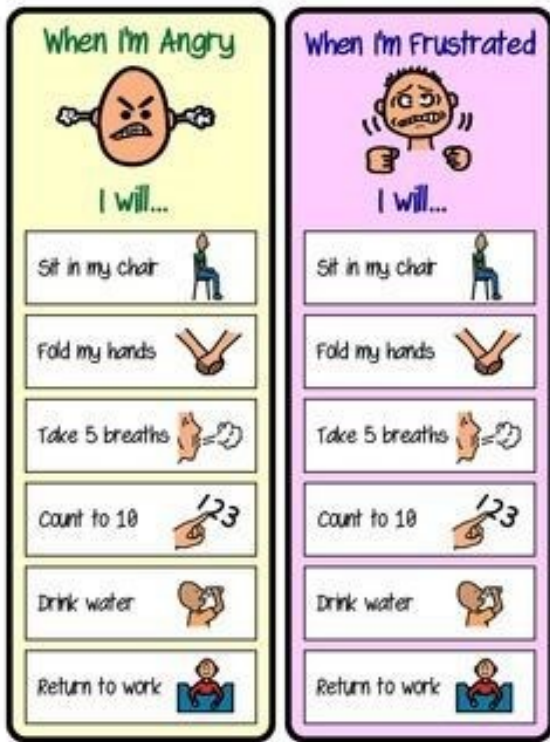 When I'm Angry
I will...
Sit in my chair
Fold my hands
Take 5 breaths
Count to 10
123
Drink water
Return to work
When I'm Frustrated
I will...
Sit in my chair
Fold my hands
Take 5 breaths
Count to 10
123
Drink water
Return to work